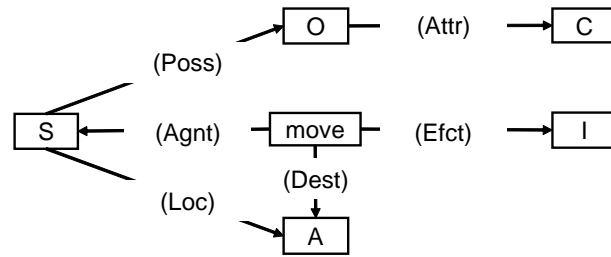 O (Attr) C
(Poss)
S (Agnt) move (Efct) I
(Dest)
(Loc)
A